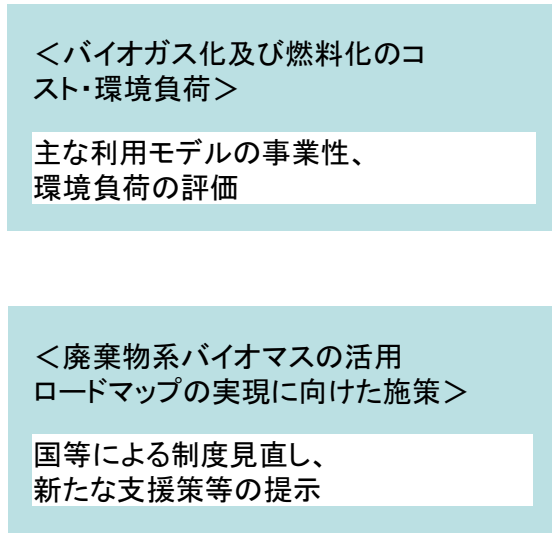 ＜バイオガス化及び燃料化のコ
スト・環境負荷＞
主な利用モデルの事業性、
環境負荷の評価
＜廃棄物系バイオマスの活用
ロードマップの実現に向けた施策＞
国等による制度見直し、
新たな支援策等の提示